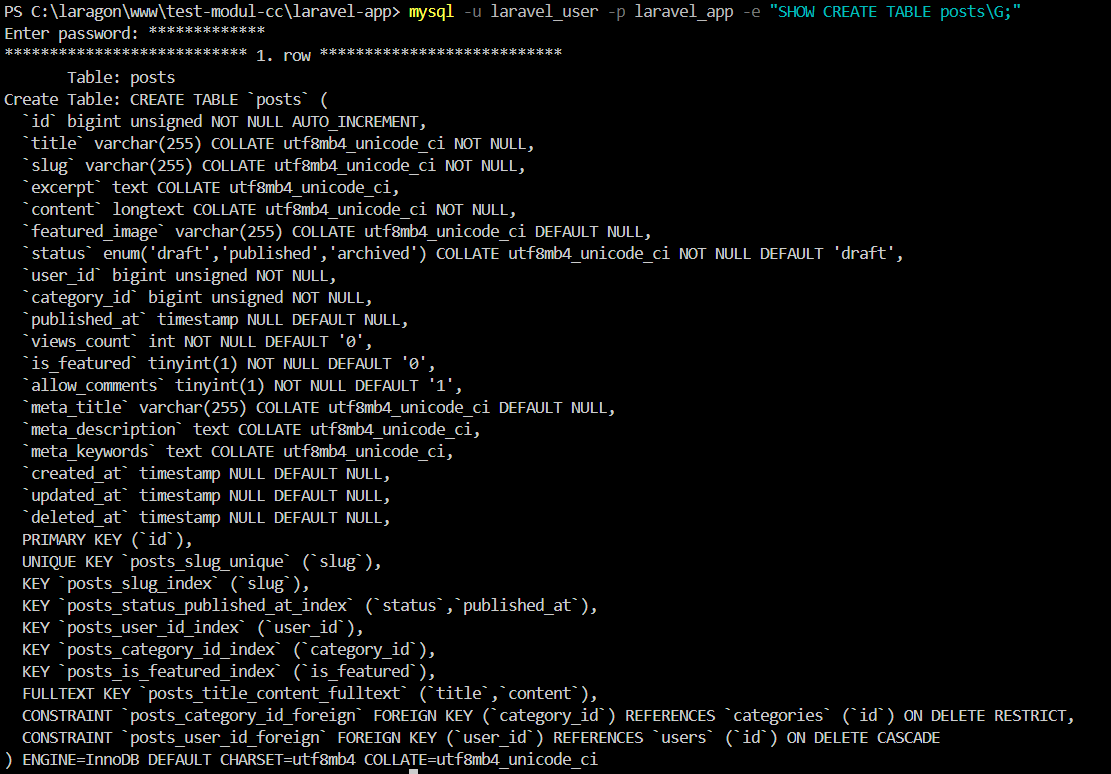 PS C:\laragon\www\test-modul-cc\laravel-app> mysql -u laravel_user -p laravel_app -e "SHOW CREATE TABLE posts\G;"
Enter password: *************
*************************** 1. row ***************************
       Table: posts
Create Table: CREATE TABLE `posts` (
  `id` bigint unsigned NOT NULL AUTO_INCREMENT,
  `title` varchar(255) COLLATE utf8mb4_unicode_ci NOT NULL,
  `slug` varchar(255) COLLATE utf8mb4_unicode_ci NOT NULL,
  `excerpt` text COLLATE utf8mb4_unicode_ci,
  `content` longtext COLLATE utf8mb4_unicode_ci NOT NULL,
  `featured_image` varchar(255) COLLATE utf8mb4_unicode_ci DEFAULT NULL,
  `status` enum('draft','published','archived') COLLATE utf8mb4_unicode_ci NOT NULL DEFAULT 'draft',
  `user_id` bigint unsigned NOT NULL,
  `category_id` bigint unsigned NOT NULL,
  `published_at` timestamp NULL DEFAULT NULL,
  `views_count` int NOT NULL DEFAULT '0',
  `is_featured` tinyint(1) NOT NULL DEFAULT '0',
  `allow_comments` tinyint(1) NOT NULL DEFAULT '1',
  `meta_title` varchar(255) COLLATE utf8mb4_unicode_ci DEFAULT NULL,
  `meta_description` text COLLATE utf8mb4_unicode_ci,
  `meta_keywords` text COLLATE utf8mb4_unicode_ci,
  `created_at` timestamp NULL DEFAULT NULL,
  `updated_at` timestamp NULL DEFAULT NULL,
  `deleted_at` timestamp NULL DEFAULT NULL,
  PRIMARY KEY (`id`),
  UNIQUE KEY `posts_slug_unique` (`slug`),
  KEY `posts_slug_index` (`slug`),
  KEY `posts_status_published_at_index` (`status`,`published_at`),
  KEY `posts_user_id_index` (`user_id`),
  KEY `posts_category_id_index` (`category_id`),
  KEY `posts_is_featured_index` (`is_featured`),
  FULLTEXT KEY `posts_title_content_fulltext` (`title`,`content`),
  CONSTRAINT `posts_category_id_foreign` FOREIGN KEY (`category_id`) REFERENCES `categories` (`id`) ON DELETE RESTRICT,
  CONSTRAINT `posts_user_id_foreign` FOREIGN KEY (`user_id`) REFERENCES `users` (`id`) ON DELETE CASCADE
) ENGINE=InnoDB DEFAULT CHARSET=utf8mb4 COLLATE=utf8mb4_unicode_ci